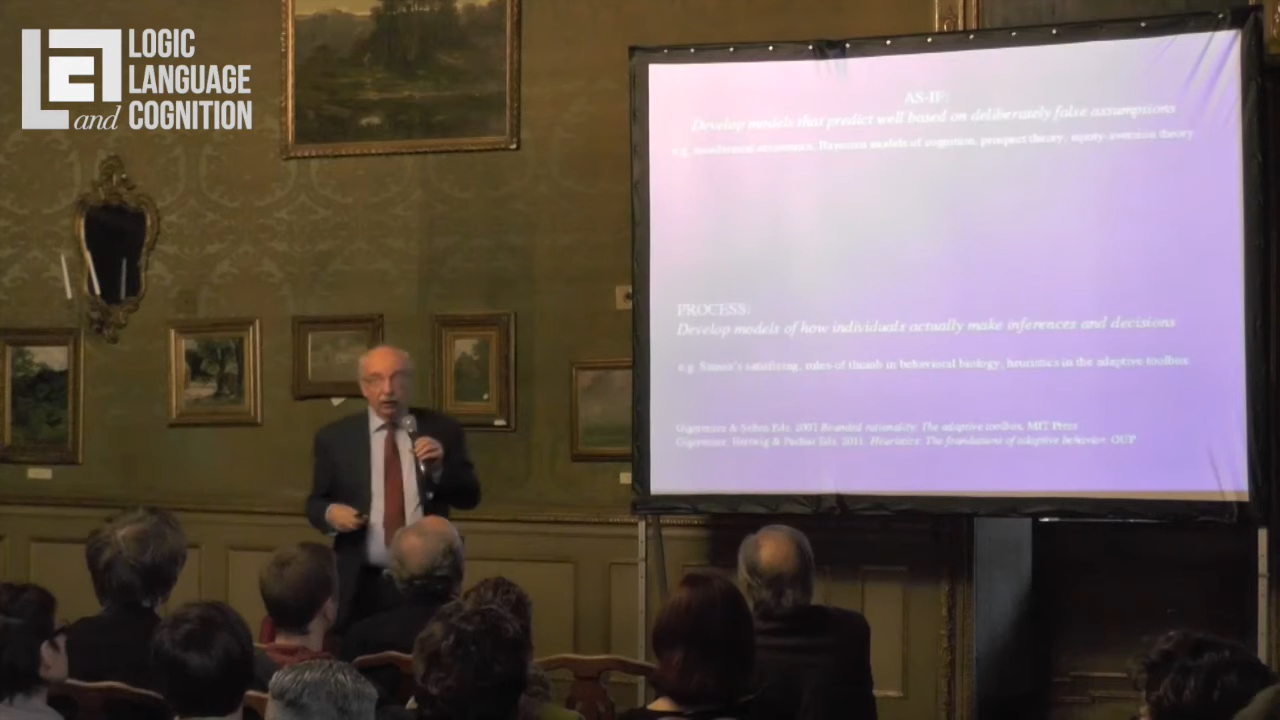 LOGIC
LANGUAGE
and COGNITION
AS-IF:
Develop models that predict well based on deliberately false assumptions
e.g. neoclassical economics, Bayesian models of cognition, prospect theory, equity-aversion theory
PROCESS:
Develop models of how individuals actually make inferences and decisions
e.g. Simon's satisficing, rules of thumb in behavioral biology, heuristics in the adaptive toolbox
Gigerenzer & Selten Eds. 2001 Bounded rationality: The adaptive toolbox, MIT Press
Gigerenzer, Hertwig & Pachur Eds. 2011. Heuristics: The foundations of adaptive behavior. OUP